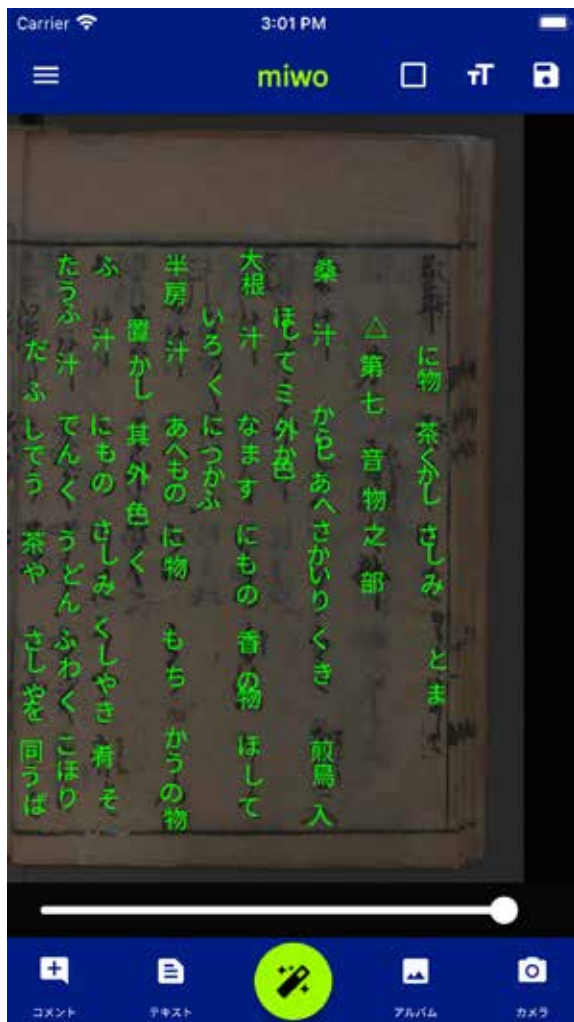 Carrier 3:01 PM
miwo
TT
に物 茶くかし さしみ とま
△第七 音物之部
桑 汁 からしあへ さかいり くき 煎鳥 入
ほして ミ 外か色
大根 汁 なます にもの 香の物 ほして
いろく につかふ
半房 汁 あへもの に物 もち かうの物
かし 其外色く
ふ 汁 にもの さしみ くしやき 肴 そ
たうふ 汁 でんく うどん ふわく こほり
だふ してう 茶や さしやを 同うば
コメント テキスト アルバム カメラ